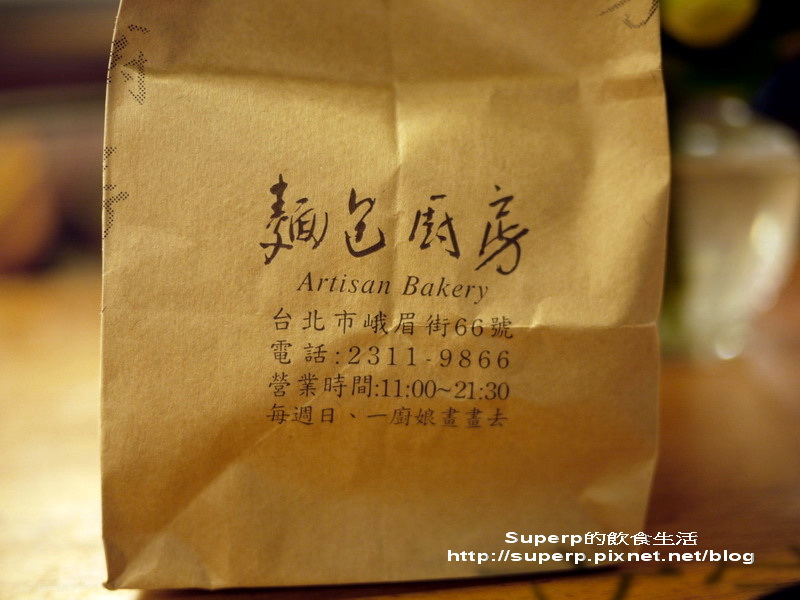 麵包廚房
Artisan Bakery
台北市峨眉街66號
電話:2311-9866
營業時間:11:00~21:30
每週日、一廚娘畫畫去
Superp的飲食生活
http://superp.pixnet.net/blog